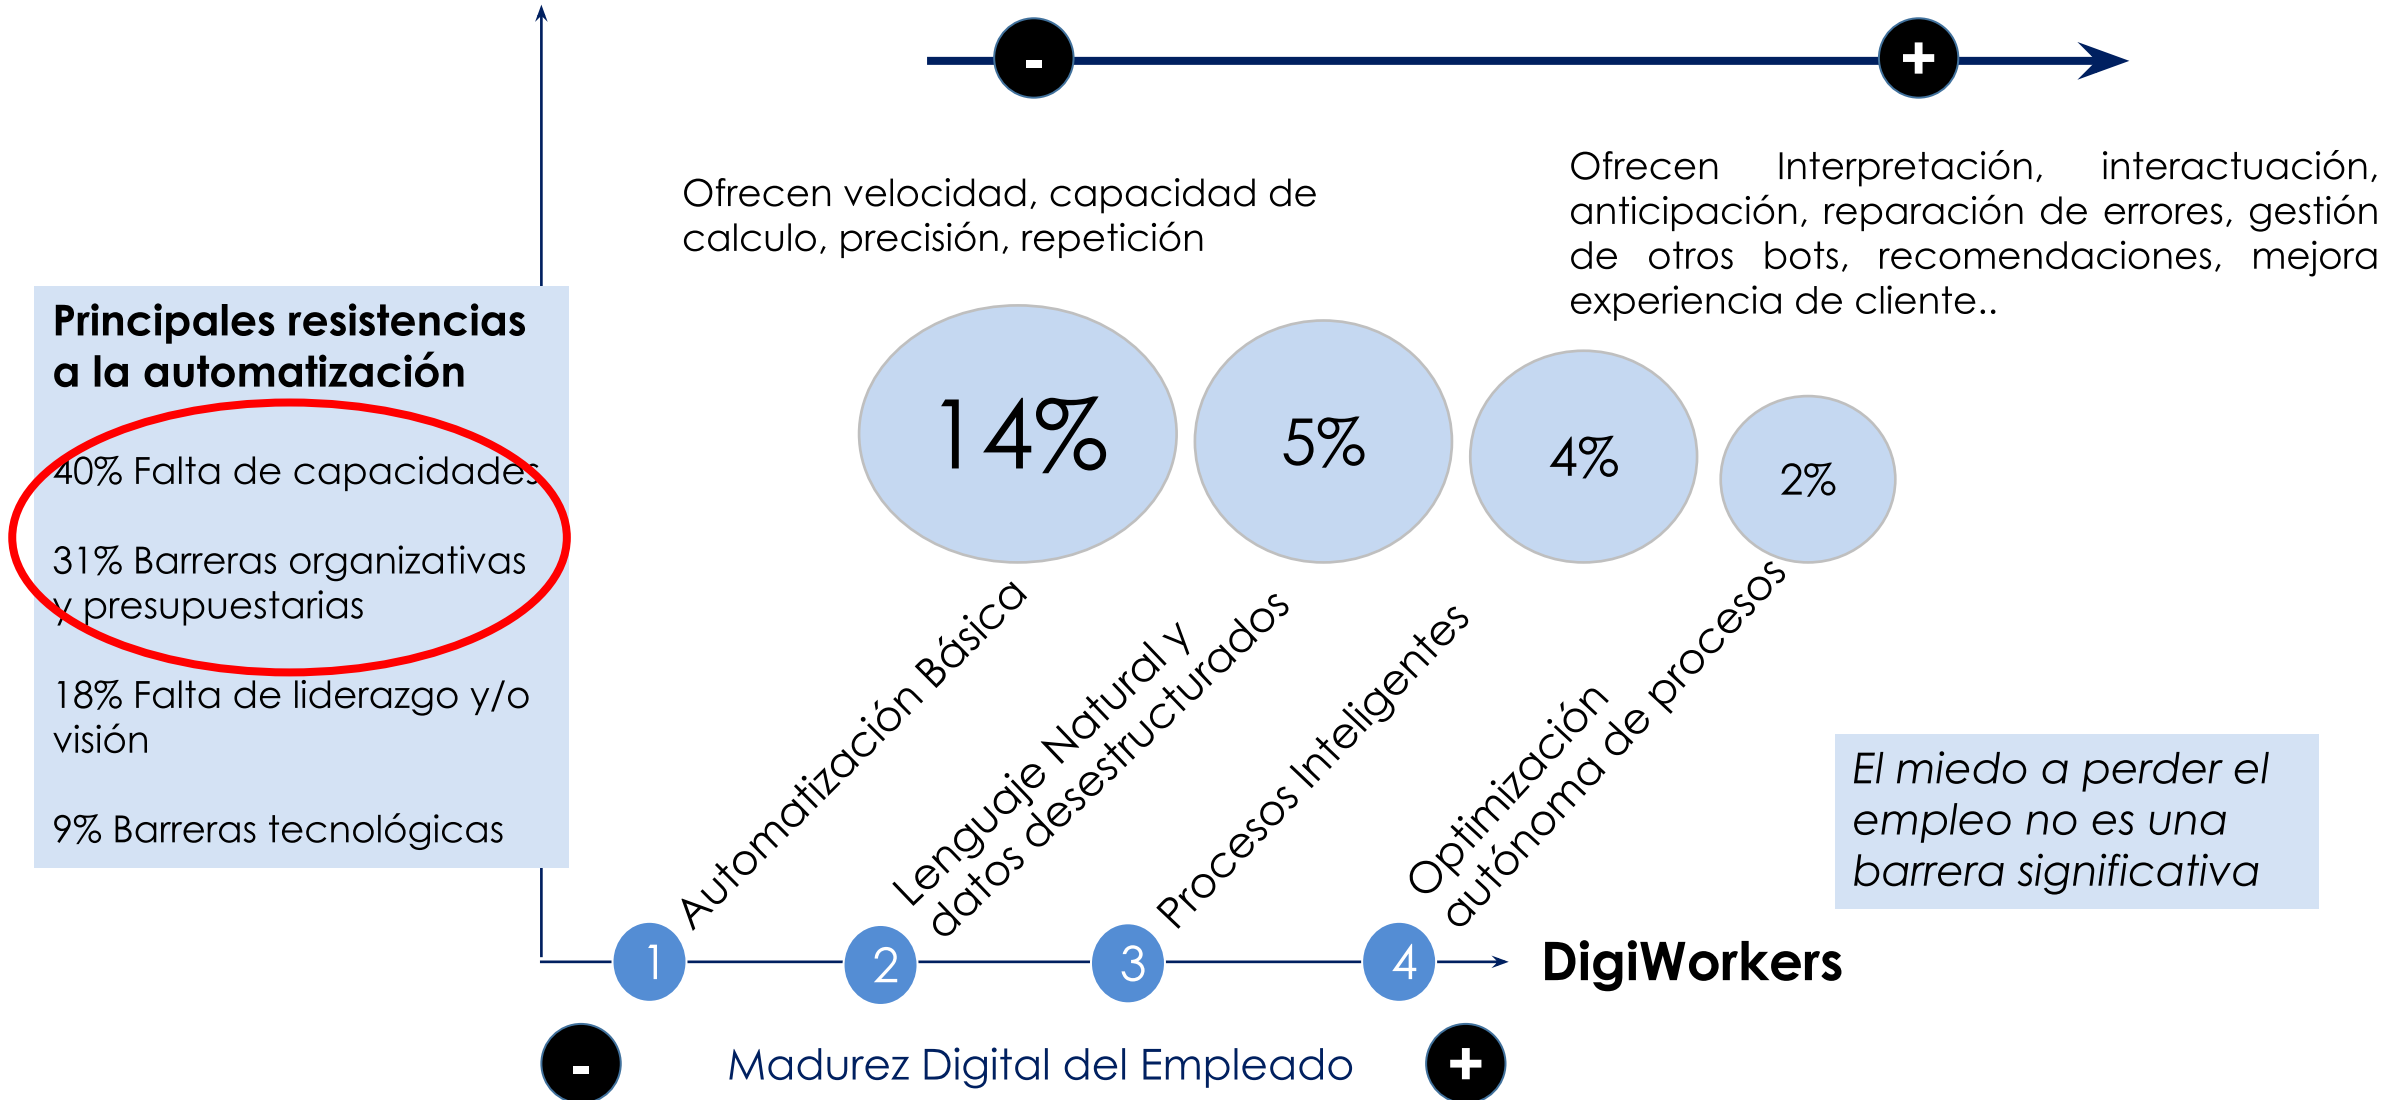 -
+
Ofrecen velocidad, capacidad de
calculo, precisión, repetición
Ofrecen Interpretación, interactuación,
anticipación, reparación de errores, gestión
de otros bots, recomendaciones, mejora
experiencia de cliente..
Principales resistencias
a la automatización
40% Falta de capacidades
31% Barreras organizativas
y presupuestarias
18% Falta de liderazgo y/o
visión
9% Barreras tecnológicas
14%
5%
4%
2%
Automatización Básica
Lenguaje Natural y
datos desestructurados
Procesos Inteligentes
Optimización
autónoma de procesos
El miedo a perder el
empleo no es una
barrera significativa
1
2
3
4
DigiWorkers
-
Madurez Digital del Empleado
+